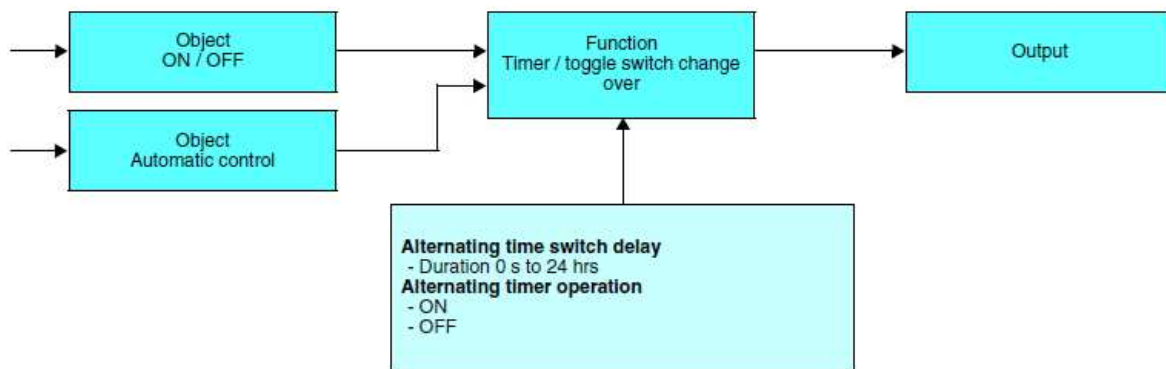 Object
ON / OFF
Function
Timer / toggle switch change
over
Output
Object
Automatic control
Alternating time switch delay
- Duration 0 s to 24 hrs
Alternating timer operation
- ON
- OFF